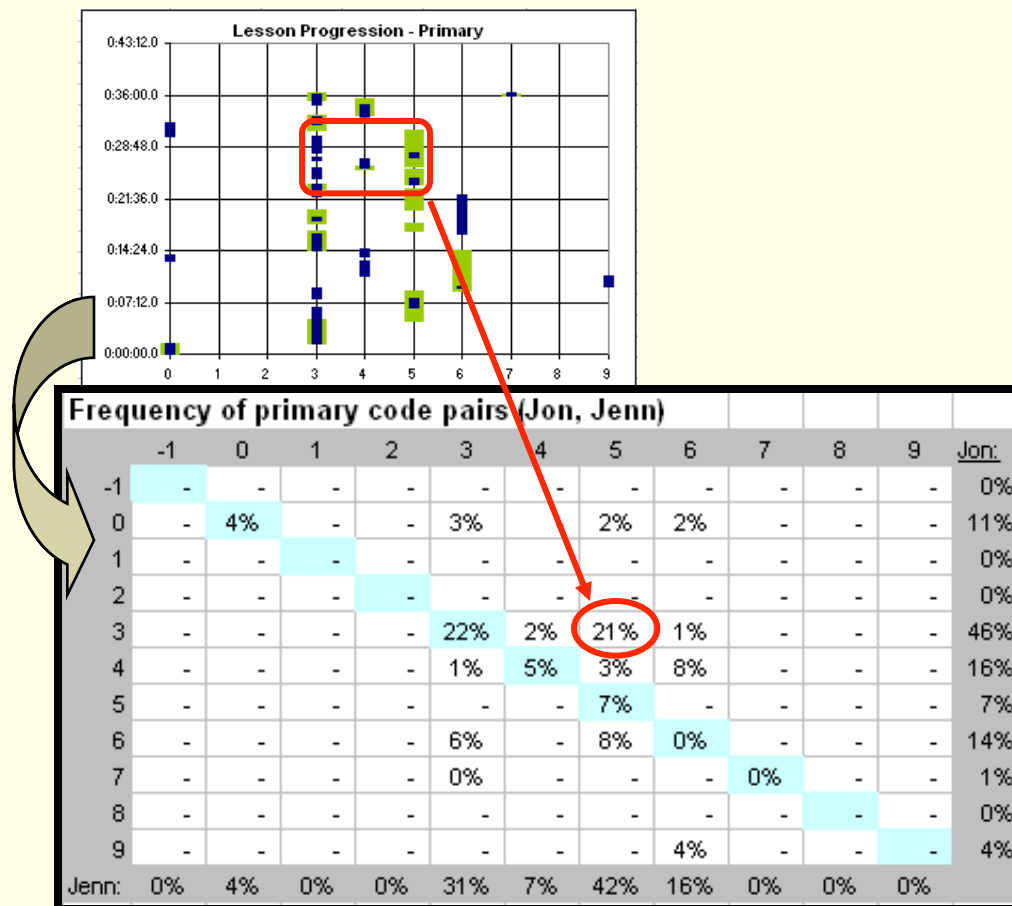 Lesson Progression - Primary
0:43:12.0
0:36:00.0
0:28:48.0
0:21:36.0
0:14:24.0
0:07:12.0
0:00:00.0
0 1 2 3 4 5 6 7 8 9
Frequency of primary code pairs (Jon, Jenn)
-1 0 1 2 3 4 5 6 7 8 9 Jon:
-1 - - - - - - - - - - - 0%
0 - 4% - - 3% - 2% 2% - - - 11%
1 - - - - - - - - - - - 0%
2 - - - - - - - - - - - 0%
3 - - - - 22% 2% 21% 1% - - - 46%
4 - - - - 1% 5% 3% 8% - - - 16%
5 - - - - - - 7% - - - - 7%
6 - - - - 6% - 8% 0% - - - 14%
7 - - - - 0% - - - 0% - - 1%
8 - - - - - - - - - - - 0%
9 - - - - - - - 4% - - - 4%
Jenn: 0% 4% 0% 0% 31% 7% 42% 16% 0% 0% 0%